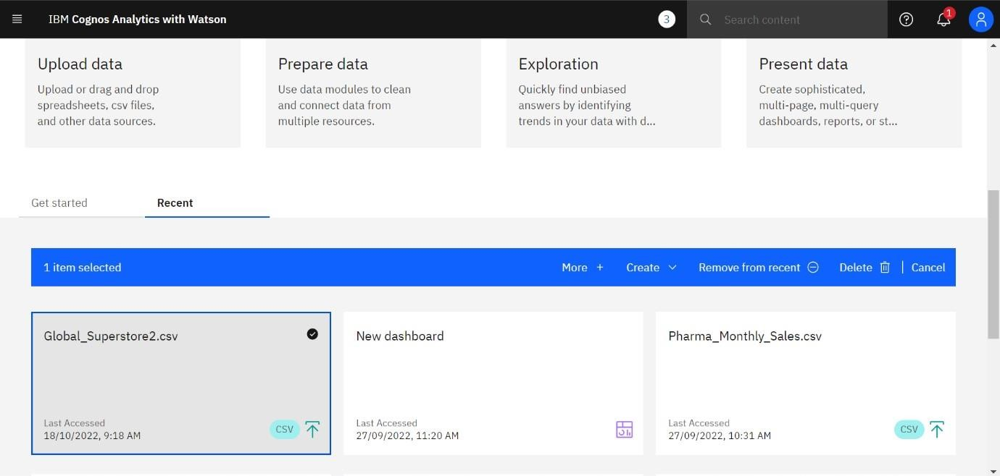 IBM Cognos Analytics with Watson
3
Search content
1
Upload data
Upload or drag and drop
spreadsheets, csv files,
and other data sources.
Prepare data
Use data modules to clean
and connect data from
multiple resources.
Exploration
Quickly find unbiased
answers by identifying
trends in your data with d...
Present data
Create sophisticated,
multi-page, multi-query
dashboards, reports, or st...
Get started
Recent
1 item selected
More +
Create
Remove from recent
Delete
Cancel
Global_Superstore2.csv
Last Accessed
18/10/2022, 9:18 AM
CSV
New dashboard
Last Accessed
27/09/2022, 11:20 AM
Pharma_Monthly_Sales.csv
Last Accessed
27/09/2022, 10:31 AM
CSV